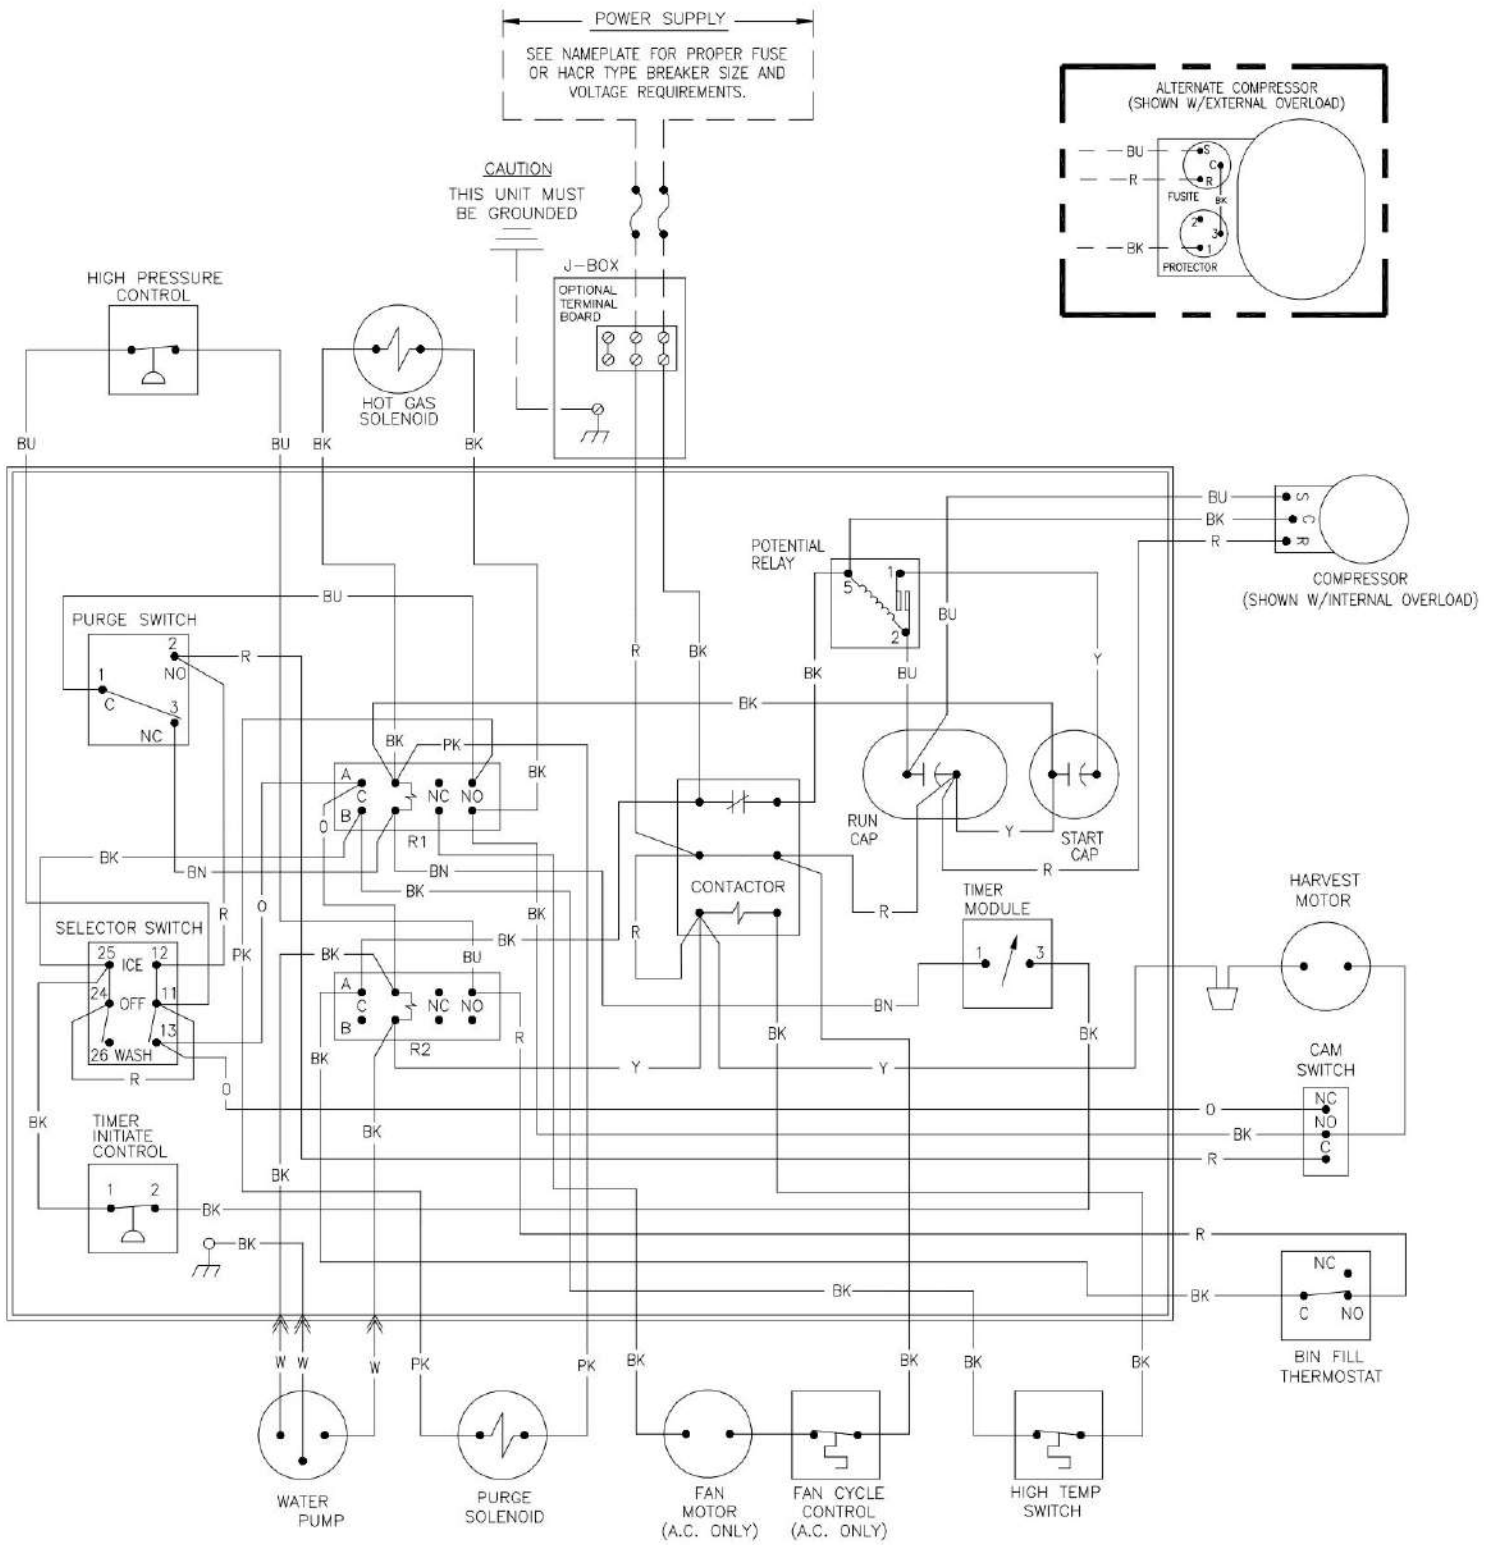 POWER SUPPLY
SEE NAMEPLATE FOR PROPER FUSE
OR HACR TYPE BREAKER SIZE AND
VOLTAGE REQUIREMENTS.
ALTERNATE COMPRESSOR
(SHOWN W/EXTERNAL OVERLOAD)
BU
S
C
R
R
FUSITE
BK
2
3
BK
1
PROTECTOR
CAUTION
THIS UNIT MUST
BE GROUNDED
J-BOX
OPTIONAL
TERMINAL
BOARD
HIGH PRESSURE
CONTROL
HOT GAS
SOLENOID
BU
BU
BK
BK
BU
S
BK
C
R
R
COMPRESSOR
(SHOWN W/INTERNAL OVERLOAD)
POTENTIAL
RELAY
5
1
2
BU
BU
PURGE SWITCH
2
NO
1
C
3
NC
R
R
BK
BK
BU
Y
BK
BK
PK
BK
A
C
B
NC
NO
R1
O
RUN
CAP
Y
START
CAP
BK
BN
BN
BK
CONTACTOR
R
R
TIMER
MODULE
1
3
HARVEST
MOTOR
SELECTOR SWITCH
R
O
BK
PK
25
ICE
12
24
OFF
11
13
26 WASH
R
BK
BK
BU
R
A
C
B
NC
NO
R2
R
BK
BN
BK
BK
Y
Y
CAM
SWITCH
NC
NO
C
O
O
BK
R
BK
TIMER
INITIATE
CONTROL
1
2
BK
BK
BK
BK
R
NC
C
NO
BK
BK
BIN FILL
THERMOSTAT
W
W
W
PK
PK
BK
BK
BK
BK
WATER
PUMP
PURGE
SOLENOID
FAN
MOTOR
(A.C. ONLY)
FAN CYCLE
CONTROL
(A.C. ONLY)
HIGH TEMP
SWITCH